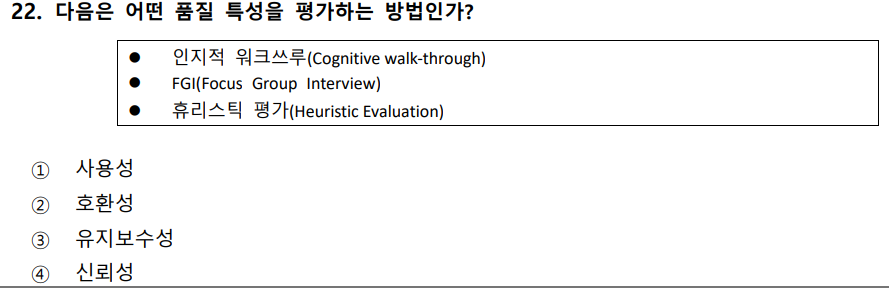 22. 다음은 어떤 품질 특성을 평가하는 방법인가?
● 인지적 워크쓰루(Cognitive walk-through)
● FGI(Focus Group Interview)
● 휴리스틱 평가(Heuristic Evaluation)
① 사용성
② 호환성
③ 유지보수성
④ 신뢰성